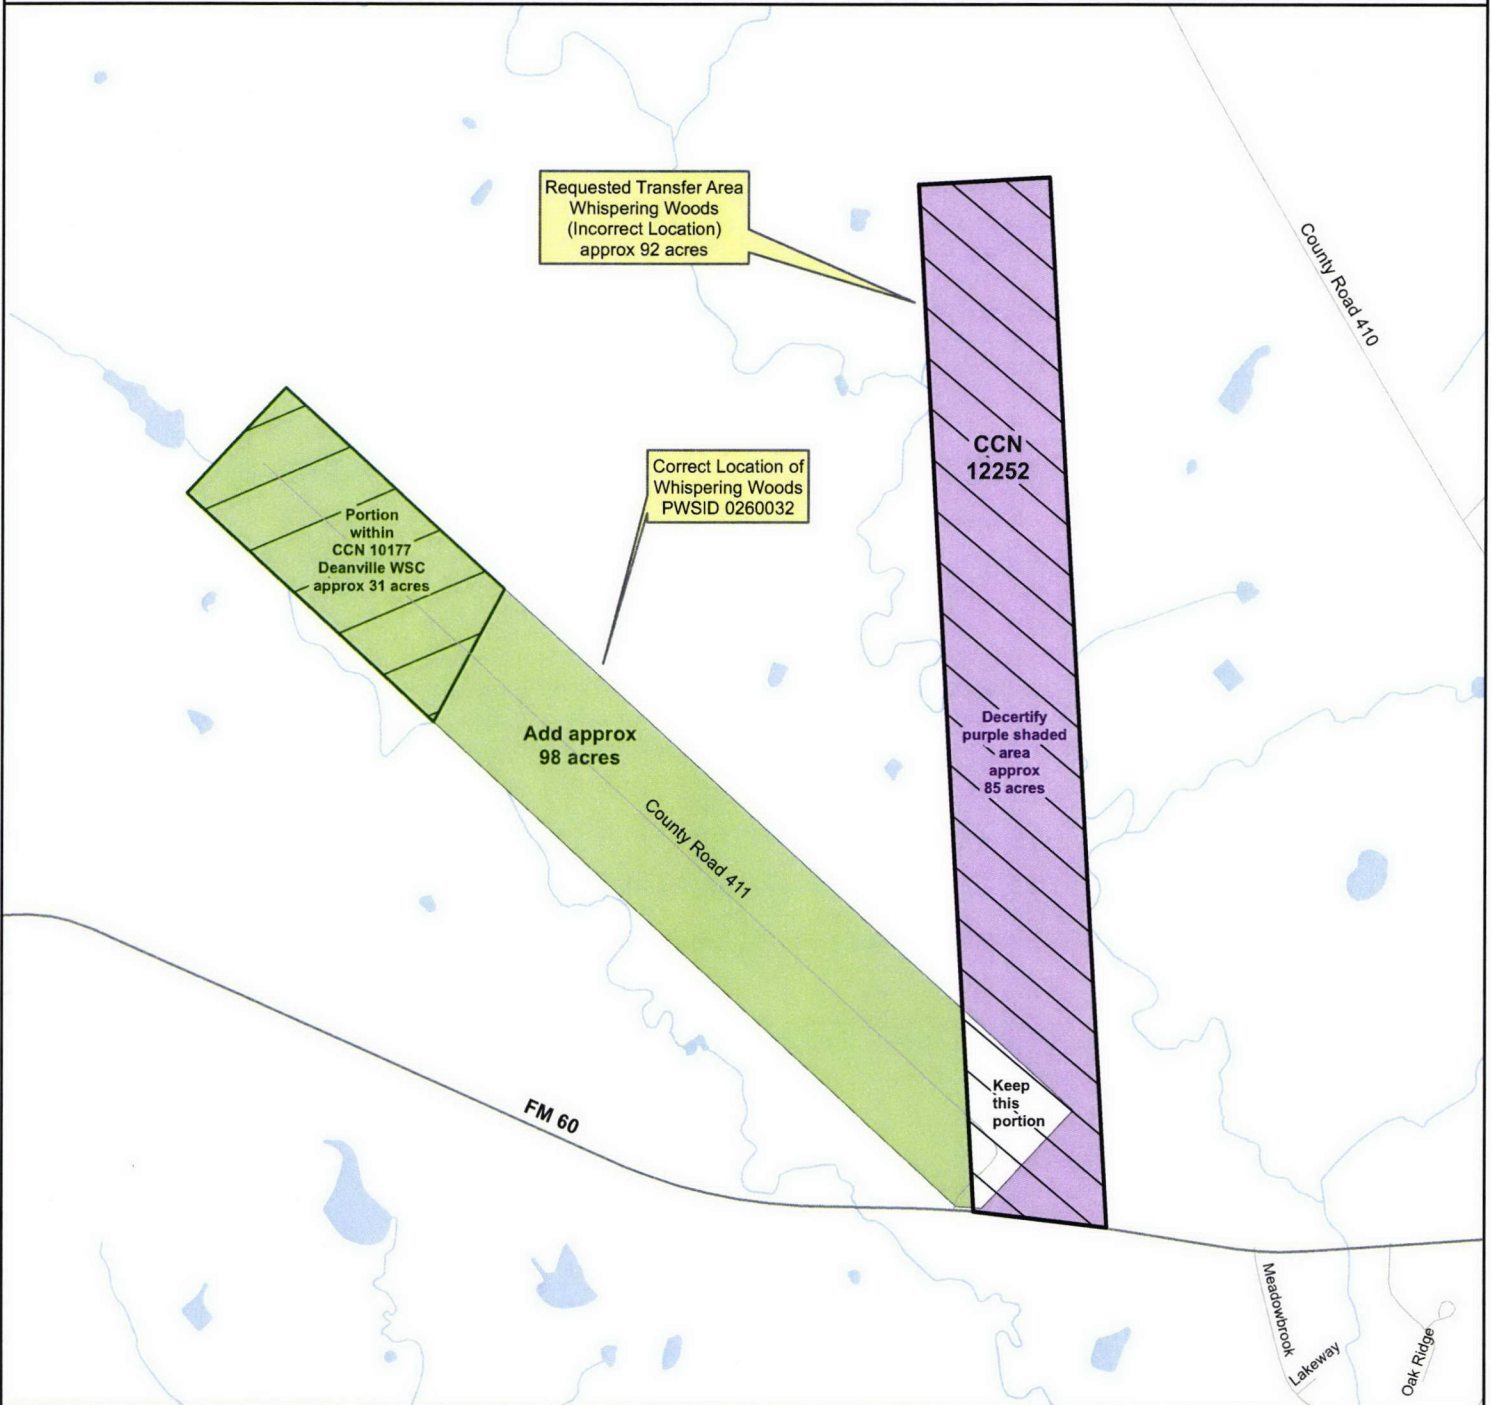 Requested Transfer Area
Whispering Woods
(Incorrect Location)
approx 92 acres
County Road 410
CCN
12252
Correct Location of
Whispering Woods
PWSID 0260032
Portion
within
CCN 10177
Deanville WSC
approx 31 acres
Add approx
98 acres
Decertify
purple shaded
area
approx
85 acres
County Road 411
Keep
this
portion
FM 60
Meadowbrook
Lakeway
Oak Ridge